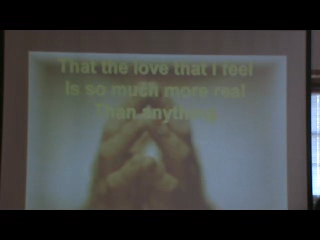 That the love that I feel
Is so much more real
Than anything